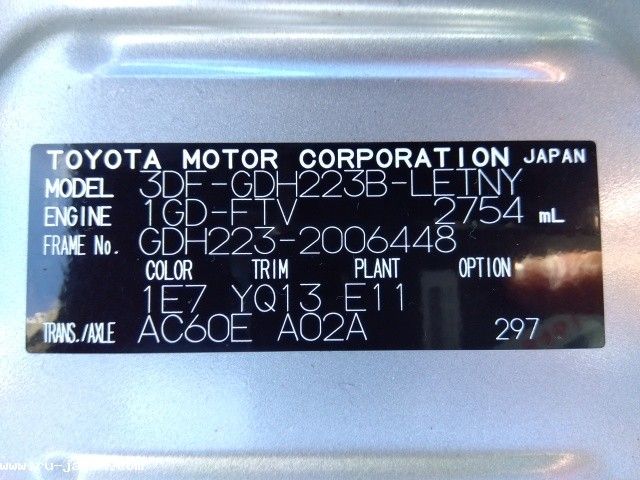 TOYOTA MOTOR CORPORATION JAPAN
MODEL 3DF-GDH223B-LETNY
ENGINE 1GD-FTV 2754 mL
FRAME No. GDH223-2006448
COLOR TRIM PLANT OPTION
1E7 YQ13 E11
TRANS./AXLE AC60E A02A 297